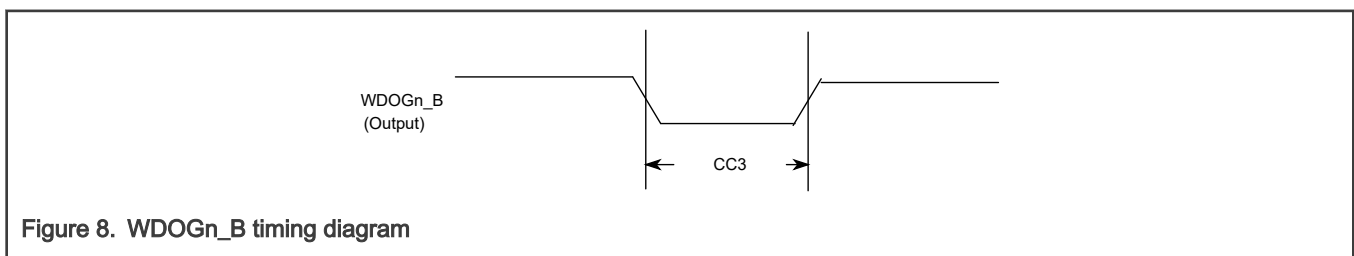 WDOGn_B
(Output)
CC3
Figure 8. WDOGn_B timing diagram